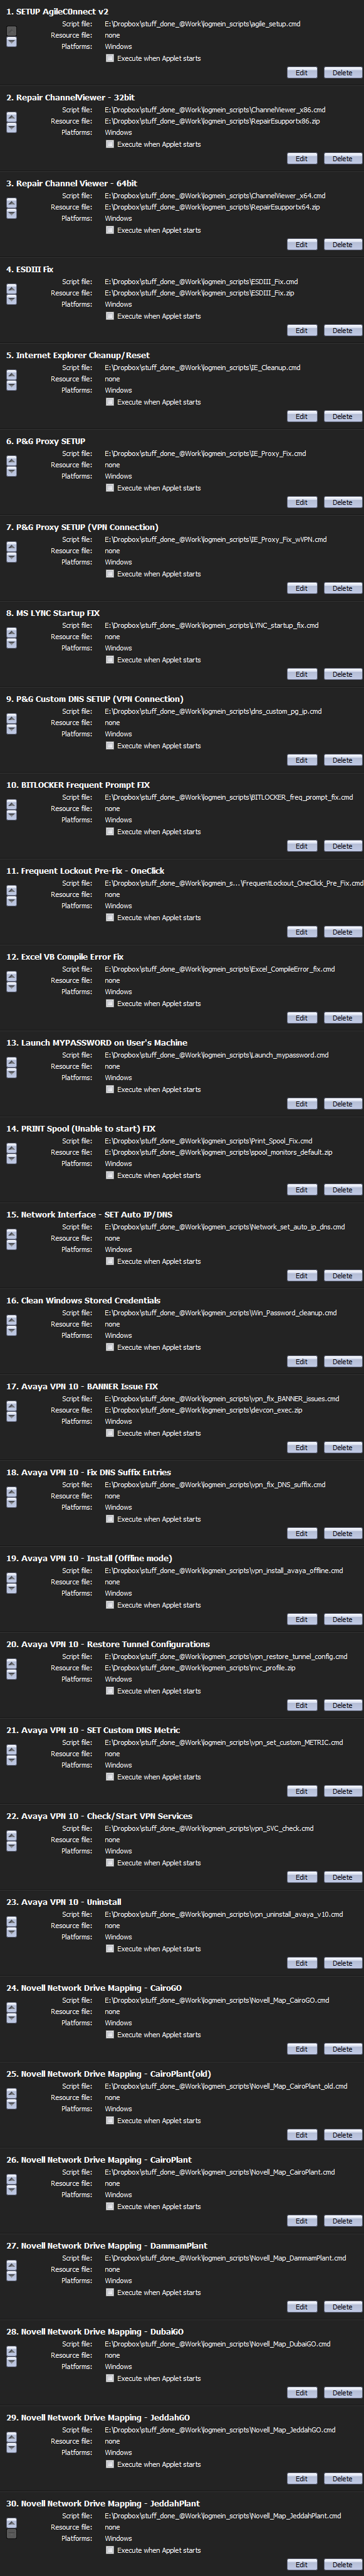 1. SETUP AgileC0nnect v2
Script file: E:\Dropbox\stuff_done_@Work\logmein_scripts\agile_setup.cmd
Resource file: none
Platforms: Windows
Execute when Applet starts
Edit Delete
2. Repair ChannelViewer - 32bit
Script file: E:\Dropbox\stuff_done_@Work\logmein_scripts\ChannelViewer_x86.cmd
Resource file: E:\Dropbox\stuff_done_@Work\logmein_scripts\RepairEsupportx86.zip
Platforms: Windows
Execute when Applet starts
Edit Delete
3. Repair Channel Viewer - 64bit
Script file: E:\Dropbox\stuff_done_@Work\logmein_scripts\ChannelViewer_x64.cmd
Resource file: E:\Dropbox\stuff_done_@Work\logmein_scripts\RepairEsupportx64.zip
Platforms: Windows
Execute when Applet starts
Edit Delete
4. ESDIII Fix
Script file: E:\Dropbox\stuff_done_@Work\logmein_scripts\ESDIII_Fix.cmd
Resource file: E:\Dropbox\stuff_done_@Work\logmein_scripts\ESDIII_Fix.zip
Platforms: Windows
Execute when Applet starts
Edit Delete
5. Internet Explorer Cleanup/Reset
Script file: E:\Dropbox\stuff_done_@Work\logmein_scripts\IE_Cleanup.cmd
Resource file: none
Platforms: Windows
Execute when Applet starts
Edit Delete
6. P&G Proxy SETUP
Script file: E:\Dropbox\stuff_done_@Work\logmein_scripts\IE_Proxy_Fix.cmd
Resource file: none
Platforms: Windows
Execute when Applet starts
Edit Delete
7. P&G Proxy SETUP (VPN Connection)
Script file: E:\Dropbox\stuff_done_@Work\logmein_scripts\IE_Proxy_Fix_wVPN.cmd
Resource file: none
Platforms: Windows
Execute when Applet starts
Edit Delete
8. MS LYNC Startup FIX
Script file: E:\Dropbox\stuff_done_@Work\logmein_scripts\LYNC_startup_fix.cmd
Resource file: none
Platforms: Windows
Execute when Applet starts
Edit Delete
9. P&G Custom DNS SETUP (VPN Connection)
Script file: E:\Dropbox\stuff_done_@Work\logmein_scripts\dns_custom_pg_ip.cmd
Resource file: none
Platforms: Windows
Execute when Applet starts
Edit Delete
10. BITLOCKER Frequent Prompt FIX
Script file: E:\Dropbox\stuff_done_@Work\logmein_scripts\BITLOCKER_freq_prompt_fix.cmd
Resource file: none
Platforms: Windows
Execute when Applet starts
Edit Delete
11. Frequent Lockout Pre-Fix - OneClick
Script file: E:\Dropbox\stuff_done_@Work\logmein_s...\FrequentLockout_OneClick_Pre_Fix.cmd
Resource file: none
Platforms: Windows
Execute when Applet starts
Edit Delete
12. Excel VB Compile Error Fix
Script file: E:\Dropbox\stuff_done_@Work\logmein_scripts\Excel_CompileError_fix.cmd
Resource file: none
Platforms: Windows
Execute when Applet starts
Edit Delete
13. Launch MYPASSWORD on User's Machine
Script file: E:\Dropbox\stuff_done_@Work\logmein_scripts\Launch_mypassword.cmd
Resource file: none
Platforms: Windows
Execute when Applet starts
Edit Delete
14. PRINT Spool (Unable to start) FIX
Script file: E:\Dropbox\stuff_done_@Work\logmein_scripts\Print_Spool_Fix.cmd
Resource file: E:\Dropbox\stuff_done_@Work\logmein_scripts\spool_monitors_default.zip
Platforms: Windows
Execute when Applet starts
Edit Delete
15. Network Interface - SET Auto IP/DNS
Script file: E:\Dropbox\stuff_done_@Work\logmein_scripts\Network_set_auto_ip_dns.cmd
Resource file: none
Platforms: Windows
Execute when Applet starts
Edit Delete
16. Clean Windows Stored Credentials
Script file: E:\Dropbox\stuff_done_@Work\logmein_scripts\Win_Password_cleanup.cmd
Resource file: none
Platforms: Windows
Execute when Applet starts
Edit Delete
17. Avaya VPN 10 - BANNER Issue FIX
Script file: E:\Dropbox\stuff_done_@Work\logmein_scripts\vpn_fix_BANNER_issues.cmd
Resource file: E:\Dropbox\stuff_done_@Work\logmein_scripts\devcon_exec.zip
Platforms: Windows
Execute when Applet starts
Edit Delete
18. Avaya VPN 10 - Fix DNS Suffix Entries
Script file: E:\Dropbox\stuff_done_@Work\logmein_scripts\vpn_fix_DNS_suffix.cmd
Resource file: none
Platforms: Windows
Execute when Applet starts
Edit Delete
19. Avaya VPN 10 - Install (Offline mode)
Script file: E:\Dropbox\stuff_done_@Work\logmein_scripts\vpn_install_avaya_offline.cmd
Resource file: none
Platforms: Windows
Execute when Applet starts
Edit Delete
20. Avaya VPN 10 - Restore Tunnel Configurations
Script file: E:\Dropbox\stuff_done_@Work\logmein_scripts\vpn_restore_tunnel_config.cmd
Resource file: E:\Dropbox\stuff_done_@Work\logmein_scripts\nvc_profile.zip
Platforms: Windows
Execute when Applet starts
Edit Delete
21. Avaya VPN 10 - SET Custom DNS Metric
Script file: E:\Dropbox\stuff_done_@Work\logmein_scripts\vpn_set_custom_METRIC.cmd
Resource file: none
Platforms: Windows
Execute when Applet starts
Edit Delete
22. Avaya VPN 10 - Check/Start VPN Services
Script file: E:\Dropbox\stuff_done_@Work\logmein_scripts\vpn_SVC_check.cmd
Resource file: none
Platforms: Windows
Execute when Applet starts
Edit Delete
23. Avaya VPN 10 - Uninstall
Script file: E:\Dropbox\stuff_done_@Work\logmein_scripts\vpn_uninstall_avaya_v10.cmd
Resource file: none
Platforms: Windows
Execute when Applet starts
Edit Delete
24. Novell Network Drive Mapping - CairoGO
Script file: E:\Dropbox\stuff_done_@Work\logmein_scripts\Novell_Map_CairoGO.cmd
Resource file: none
Platforms: Windows
Execute when Applet starts
Edit Delete
25. Novell Network Drive Mapping - CairoPlant(old)
Script file: E:\Dropbox\stuff_done_@Work\logmein_scripts\Novell_Map_CairoPlant_old.cmd
Resource file: none
Platforms: Windows
Execute when Applet starts
Edit Delete
26. Novell Network Drive Mapping - CairoPlant
Script file: E:\Dropbox\stuff_done_@Work\logmein_scripts\Novell_Map_CairoPlant.cmd
Resource file: none
Platforms: Windows
Execute when Applet starts
Edit Delete
27. Novell Network Drive Mapping - DammamPlant
Script file: E:\Dropbox\stuff_done_@Work\logmein_scripts\Novell_Map_DammamPlant.cmd
Resource file: none
Platforms: Windows
Execute when Applet starts
Edit Delete
28. Novell Network Drive Mapping - DubaiGO
Script file: E:\Dropbox\stuff_done_@Work\logmein_scripts\Novell_Map_DubaiGO.cmd
Resource file: none
Platforms: Windows
Execute when Applet starts
Edit Delete
29. Novell Network Drive Mapping - JeddahGO
Script file: E:\Dropbox\stuff_done_@Work\logmein_scripts\Novell_Map_JeddahGO.cmd
Resource file: none
Platforms: Windows
Execute when Applet starts
Edit Delete
30. Novell Network Drive Mapping - JeddahPlant
Script file: E:\Dropbox\stuff_done_@Work\logmein_scripts\Novell_Map_JeddahPlant.cmd
Resource file: none
Platforms: Windows
Execute when Applet starts
Edit Delete